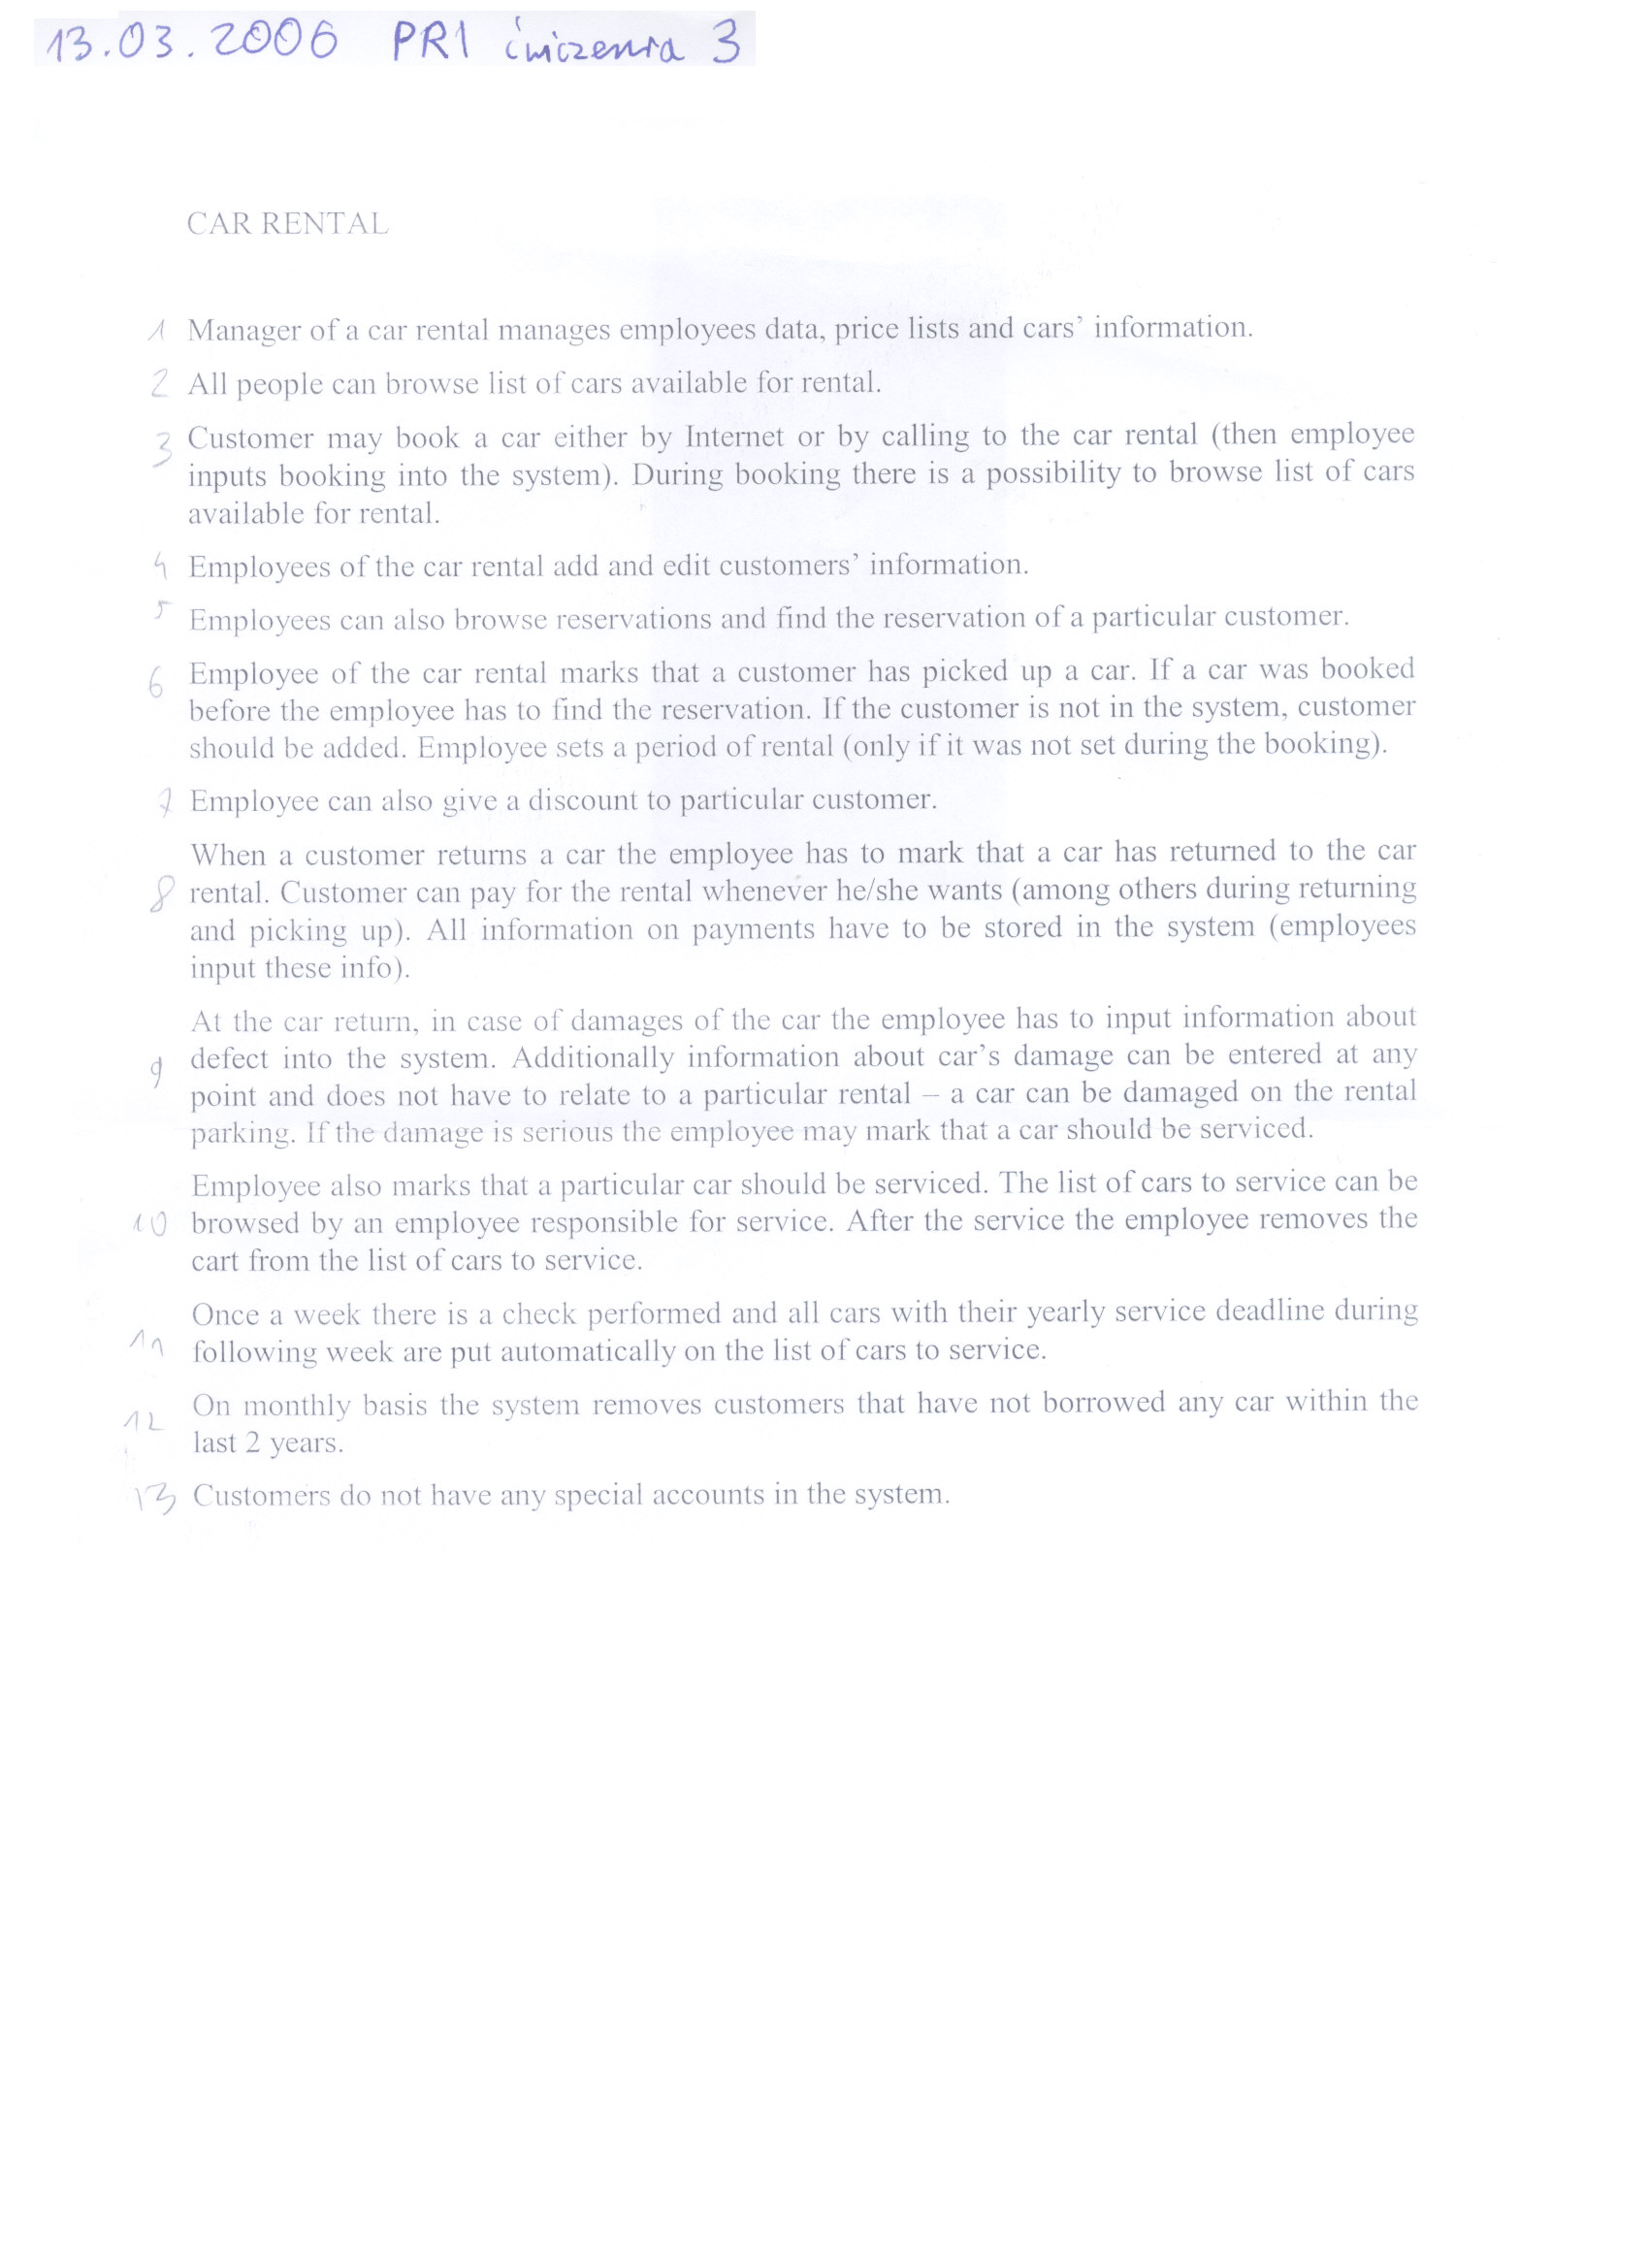 13.03.2006 PRI ćwiczenia 3
CAR RENTAL
1 Manager of a car rental manages employees data, price lists and cars' information.
2 All people can browse list of cars available for rental.
3 Customer may book a car either by Internet or by calling to the car rental (then employee
inputs booking into the system). During booking there is a possibility to browse list of cars
available for rental.
4 Employees of the car rental add and edit customers' information.
5 Employees can also browse reservations and find the reservation of a particular customer.
6 Employee of the car rental marks that a customer has picked up a car. If a car was booked
before the employee has to find the reservation. If the customer is not in the system, customer
should be added. Employee sets a period of rental (only if it was not set during the booking).
7 Employee can also give a discount to particular customer.
When a customer returns a car the employee has to mark that a car has returned to the car
8 rental. Customer can pay for the rental whenever he/she wants (among others during returning
and picking up). All information on payments have to be stored in the system (employees
input these info).
At the car return, in case of damages of the car the employee has to input information about
9 defect into the system. Additionally information about car's damage can be entered at any
point and does not have to relate to a particular rental – a car can be damaged on the rental
parking. If the damage is serious the employee may mark that a car should be serviced.
Employee also marks that a particular car should be serviced. The list of cars to service can be
10 browsed by an employee responsible for service. After the service the employee removes the
cart from the list of cars to service.
Once a week there is a check performed and all cars with their yearly service deadline during
11 following week are put automatically on the list of cars to service.
On monthly basis the system removes customers that have not borrowed any car within the
12 last 2 years.
13 Customers do not have any special accounts in the system.